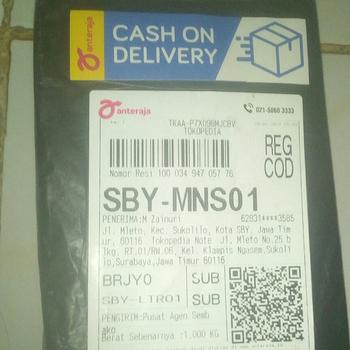 anteraja
CASH ON
DELIVERY
anteraja
021-5060 3333
TKAA-P7XO9BMJCBV
TOKOPEDIA
REG
COD
Nomor Resi 100 034 947 057 76
SBY-MNS01
PENERIMA:M Zainuri
62831****3585
Jl. Mleto, Kec. Sukolilo, Kota SBY, Jawa Tim
ur, 60116 Tokopedia Note Jl. Mleto No.25 b
lkg, RT.01/RW.06, Kel. Klampis Ngasem,Sukoli
lo,Surabaya,Jawa Timur 60116
BRJY0
SUB
SBY-LTR01
SUB
PENGIRIM:Pusat Agen Semb
ako
Berat Sebenarnya :1,000 KG